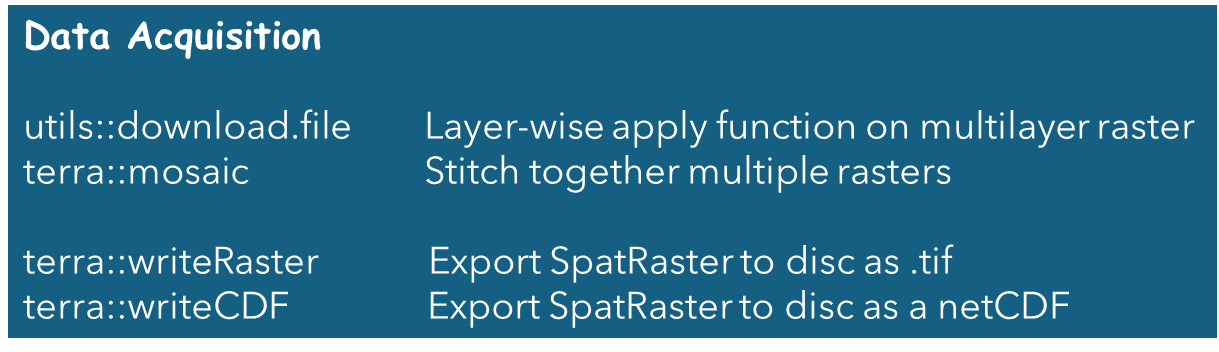 Data Acquisition
utils::download.file Layer-wise apply function on multilayer raster
terra::mosaic Stitch together multiple rasters
terra::writeRaster Export SpatRaster to disc as .tif
terra::writeCDF Export SpatRaster to disc as a netCDF